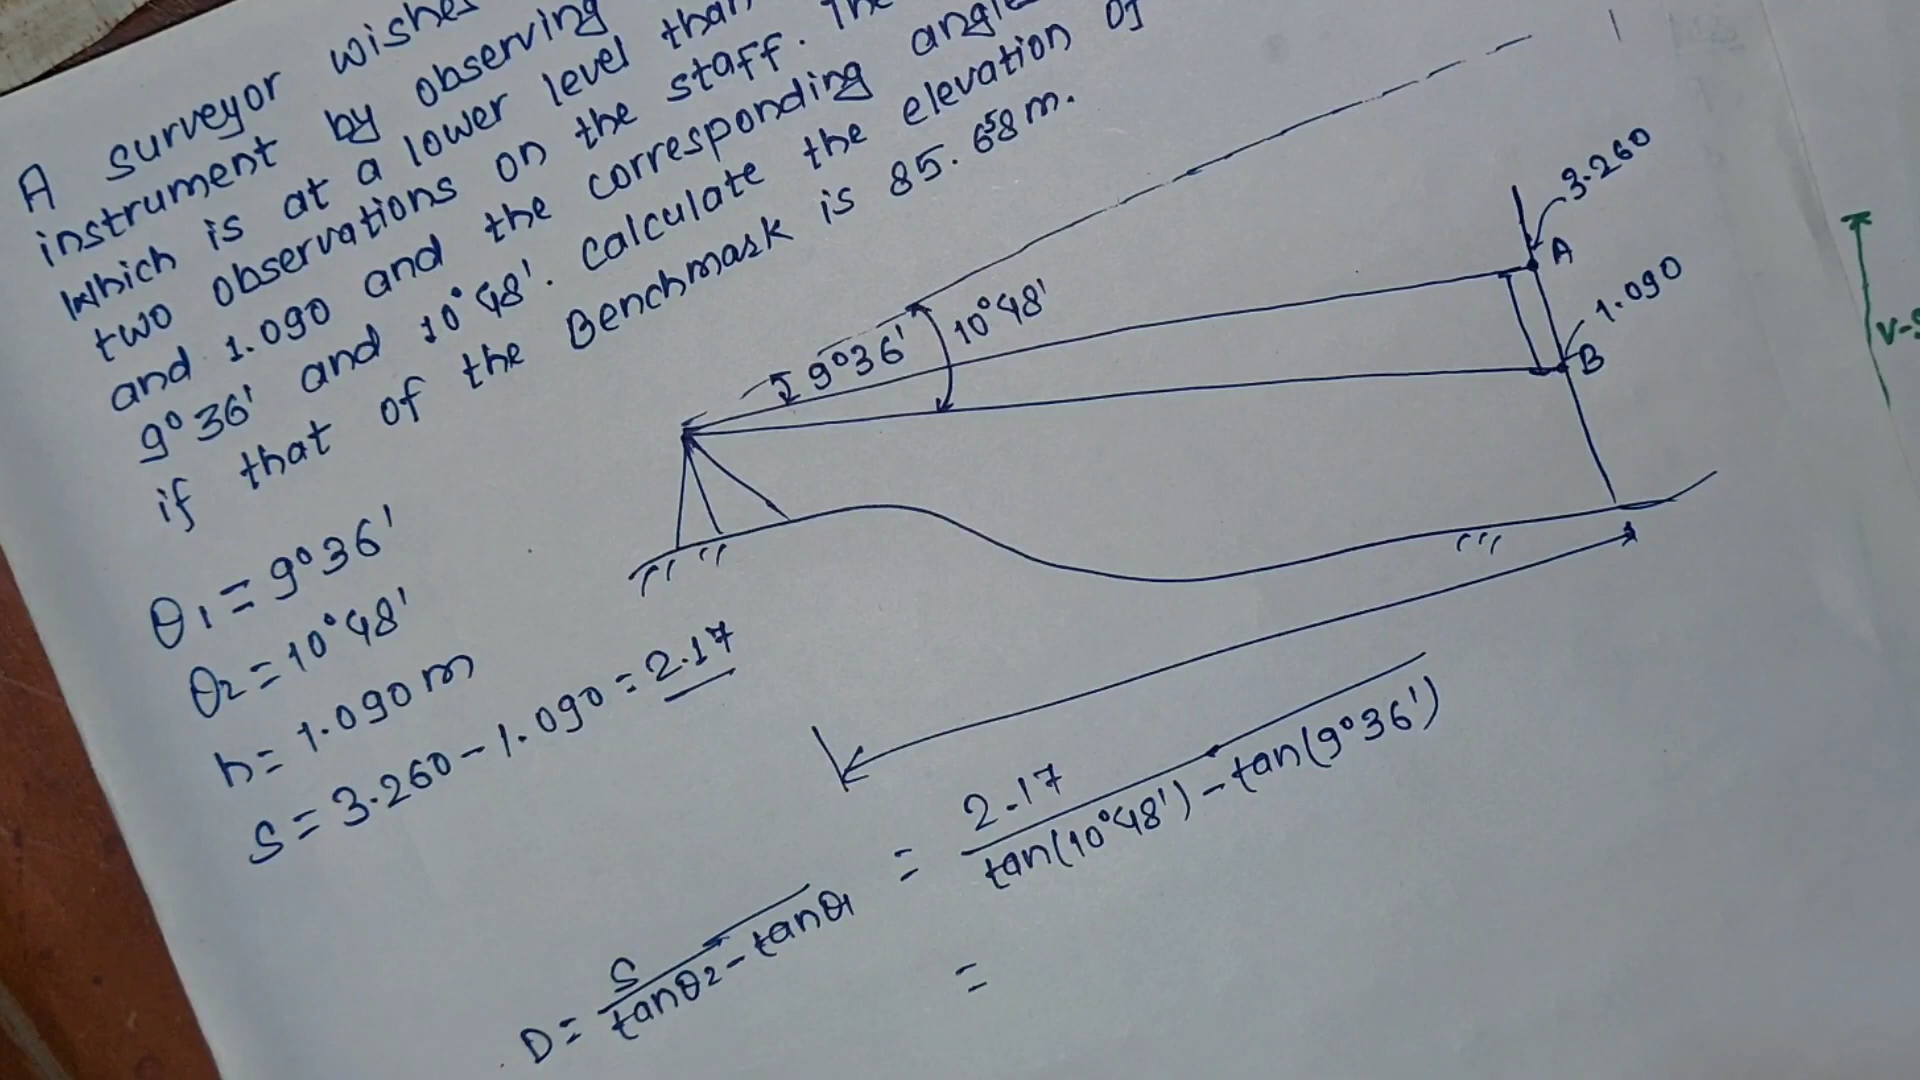 A surveyor wishes
instrument by observing
which is at a lower level than
two observations on the staff. The
and 1.090 and the corresponding angle
9°36' and 10°48'. calculate the elevation of
if that of the Benchmark is 85.658 m.
3.260
A
1.090
B
9°36'
10°48'
V-S
θ1 = 9°36'
θ2 = 10°48'
h = 1.090 m
S = 3.260 - 1.090 = 2.17
D = S / tanθ2 - tanθ1 = 2.17 / tan(10°48') - tan(9°36')
=